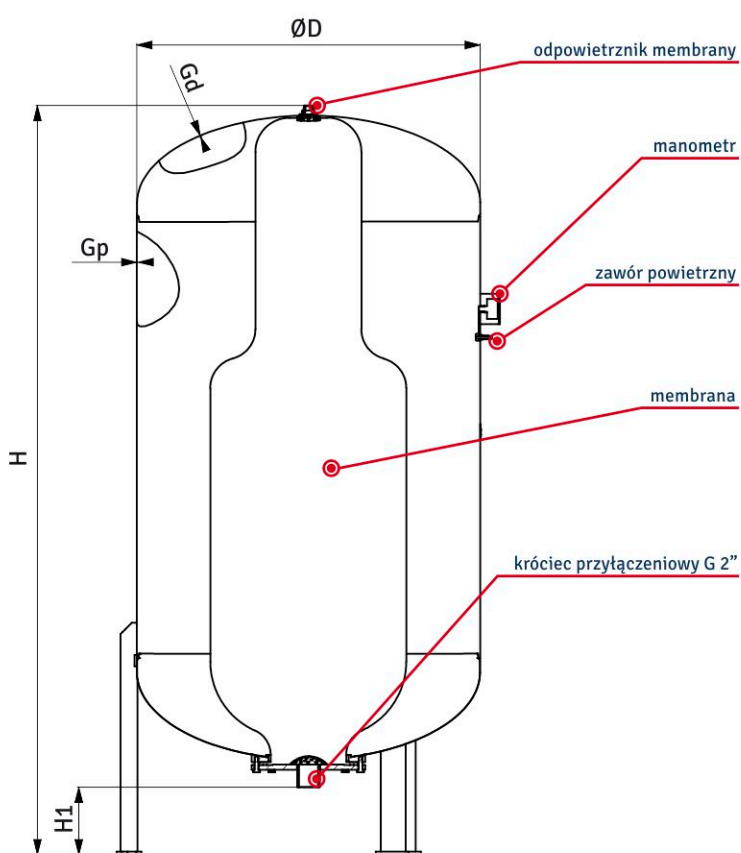 ØD
odpowietrznik membrany
Gd
manometr
Gp
zawór powietrzny
membrana
H
króciec przyłączeniowy G 2”
H1